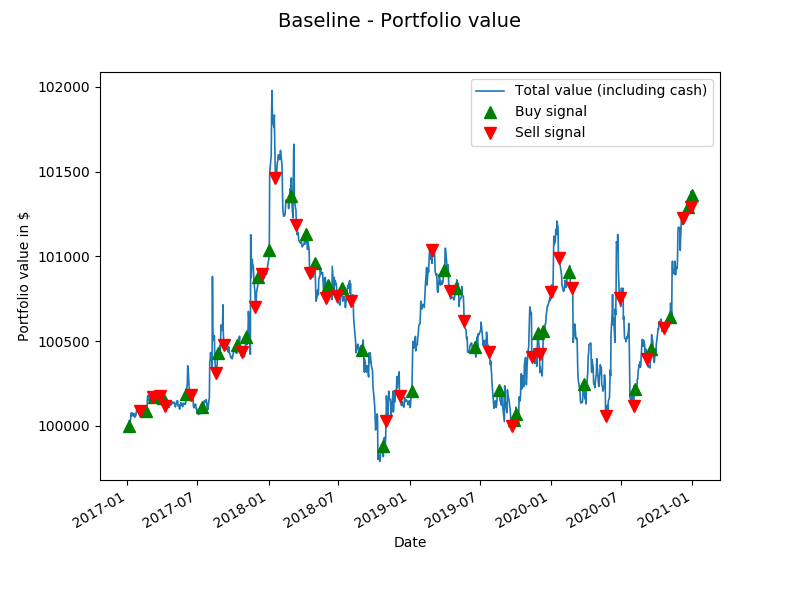 Baseline - Portfolio value
Total value (including cash)
Buy signal
Sell signal
Portfolio value in $
102000
101500
101000
100500
100000
2017-01
2017-07
2018-01
2018-07
2019-01
2019-07
2020-01
2020-07
2021-01
Date